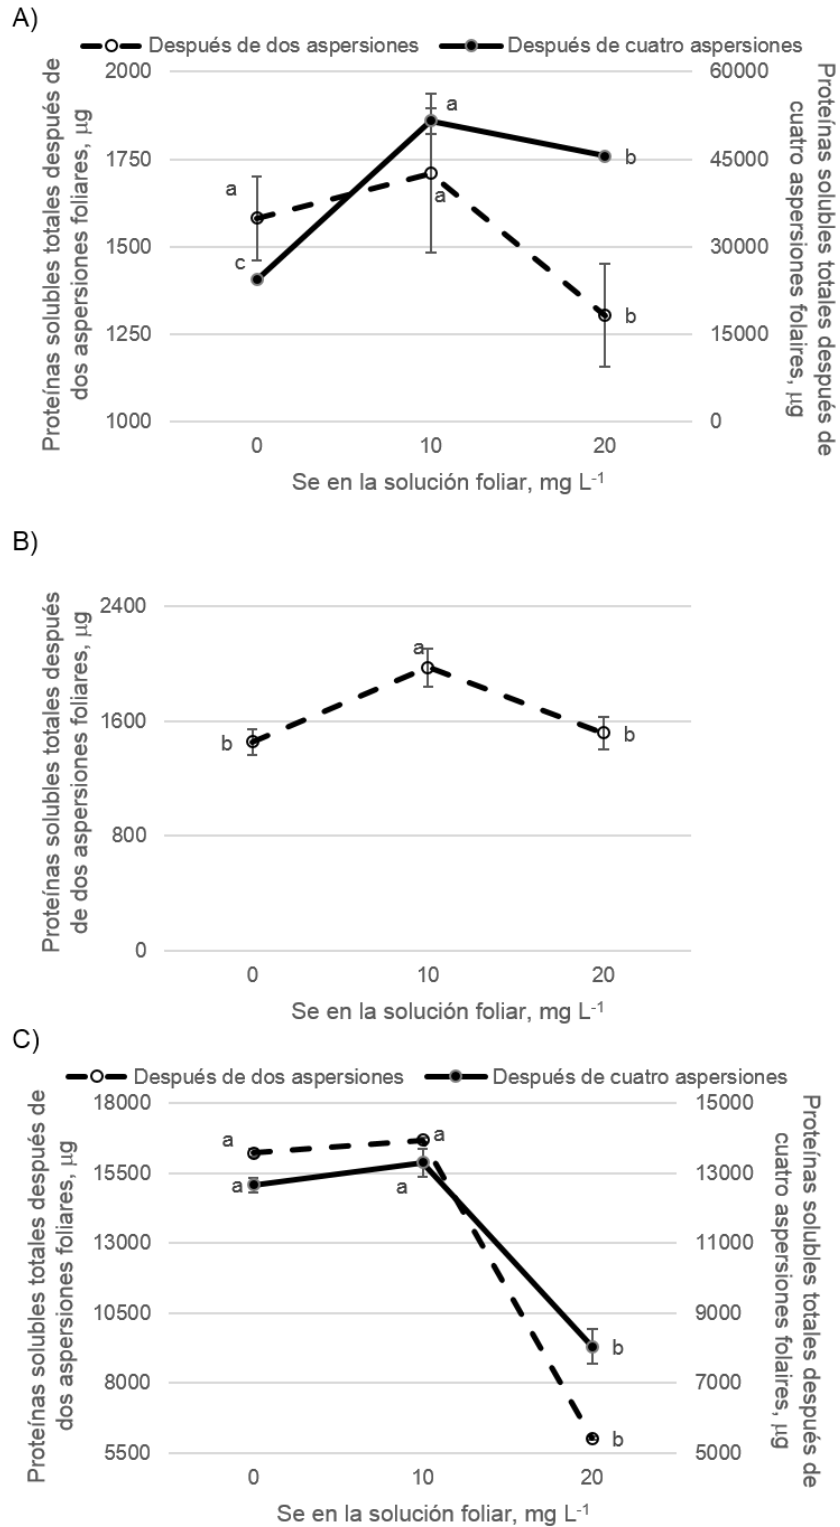 A)
Después de dos aspersiones
Después de cuatro aspersiones
Proteínas solubles totales después de
dos aspersiones foliares, µg
2000
1750
1500
1250
1000
60000
45000
30000
15000
0
Proteínas solubles totales después de
cuatro aspersiones folaires, µg
a
c
a
a
b
b
0
10
20
Se en la solución foliar, mg L-1
B)
Proteínas solubles totales después
de dos aspersiones foliares, µg
2400
1600
800
0
b
a
b
0
10
20
Se en la solución foliar, mg L-1
C)
Después de dos aspersiones
Después de cuatro aspersiones
Proteínas solubles totales después de
dos aspersiones foliares, µg
18000
15500
13000
10500
8000
5500
15000
13000
11000
9000
7000
5000
Proteínas solubles totales después de
cuatro aspersiones folaires, µg
a
a
a
a
b
b
0
10
20
Se en la solución foliar, mg L-1